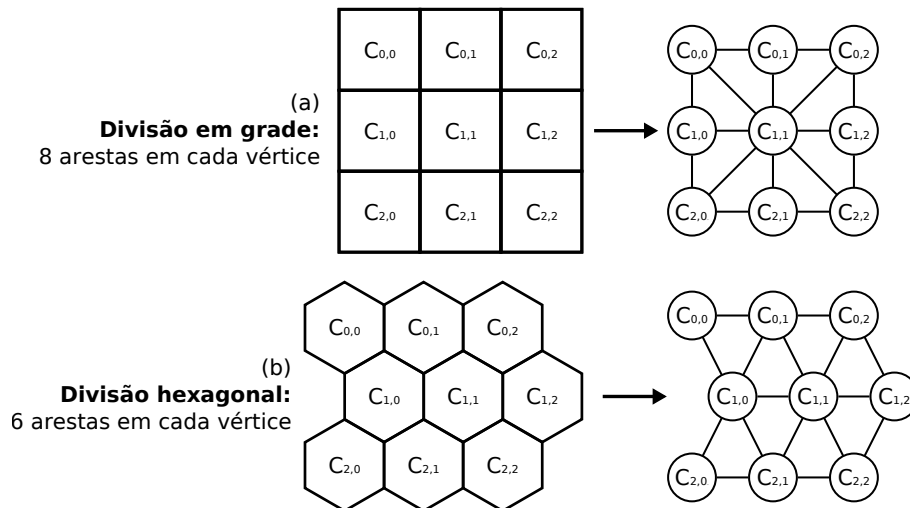 C0,0 C0,1 C0,2
C1,0 C1,1 C1,2
C2,0 C2,1 C2,2
(a)
Divisão em grade:
8 arestas em cada vértice
C0,0 C0,1 C0,2
C1,0 C1,1 C1,2
C2,0 C2,1 C2,2
C0,0 C0,1 C0,2
C1,0 C1,1 C1,2
C2,0 C2,1 C2,2
(b)
Divisão hexagonal:
6 arestas em cada vértice
C0,0 C0,1 C0,2
C1,0 C1,1 C1,2
C2,0 C2,1 C2,2